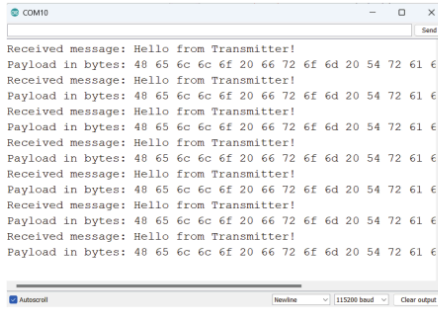 COM10
Send
Received message: Hello from Transmitter!
Payload in bytes: 48 65 6c 6c 6f 20 66 72 6f 6d 20 54 72 61 6
Received message: Hello from Transmitter!
Payload in bytes: 48 65 6c 6c 6f 20 66 72 6f 6d 20 54 72 61 6
Received message: Hello from Transmitter!
Payload in bytes: 48 65 6c 6c 6f 20 66 72 6f 6d 20 54 72 61 6
Received message: Hello from Transmitter!
Payload in bytes: 48 65 6c 6c 6f 20 66 72 6f 6d 20 54 72 61 6
Received message: Hello from Transmitter!
Payload in bytes: 48 65 6c 6c 6f 20 66 72 6f 6d 20 54 72 61 6
Received message: Hello from Transmitter!
Payload in bytes: 48 65 6c 6c 6f 20 66 72 6f 6d 20 54 72 61 6
Received message: Hello from Transmitter!
Payload in bytes: 48 65 6c 6c 6f 20 66 72 6f 6d 20 54 72 61 6
Autoscroll Newline 115200 baud Clear output